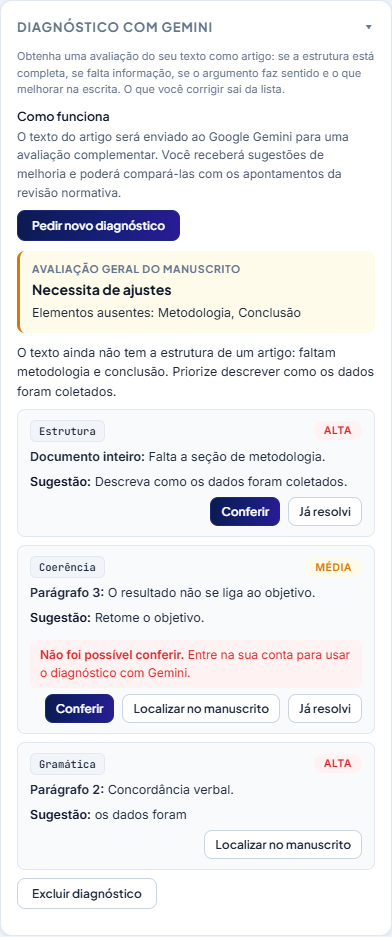 DIAGNÓSTICO COM GEMINI
Obtenha uma avaliação do seu texto como artigo: se a estrutura está
completa, se falta informação, se o argumento faz sentido e o que
melhorar na escrita. O que você corrigir sai da lista.
Como funciona
O texto do artigo será enviado ao Google Gemini para uma
avaliação complementar. Você receberá sugestões de
melhoria e poderá compará-las com os apontamentos da
revisão normativa.
Pedir novo diagnóstico
AVALIAÇÃO GERAL DO MANUSCRITO
Necessita de ajustes
Elementos ausentes: Metodologia, Conclusão
O texto ainda não tem a estrutura de um artigo: faltam
metodologia e conclusão. Priorize descrever como os dados
foram coletados.
Estrutura ALTA
Documento inteiro: Falta a seção de metodologia.
Sugestão: Descreva como os dados foram coletados.
Conferir Já resolvi
Coerência MÉDIA
Parágrafo 3: O resultado não se liga ao objetivo.
Sugestão: Retome o objetivo.
Não foi possível conferir. Entre na sua conta para usar
o diagnóstico com Gemini.
Conferir Localizar no manuscrito Já resolvi
Gramática ALTA
Parágrafo 2: Concordância verbal.
Sugestão: os dados foram
Localizar no manuscrito
Excluir diagnóstico